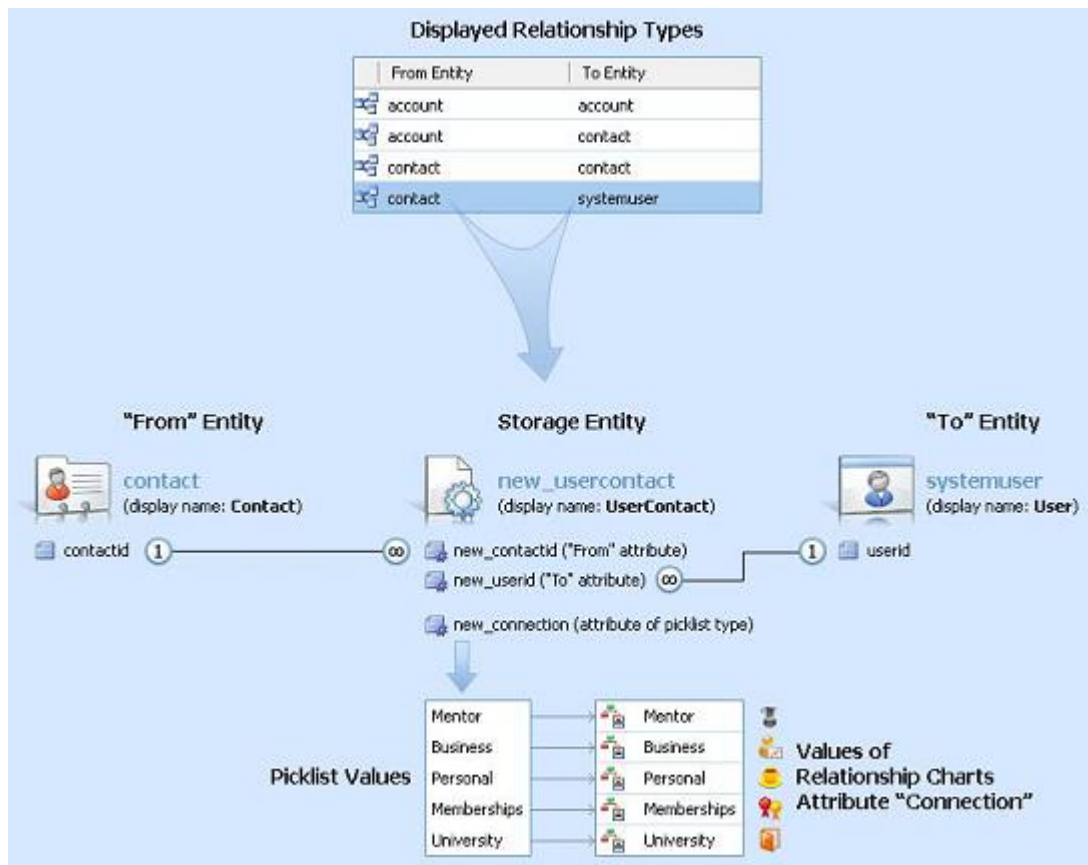 Displayed Relationship Types
From Entity To Entity
account account
account contact
contact contact
contact systemuser
"From" Entity Storage Entity "To" Entity
contact new_usercontact systemuser
(display name: Contact) (display name: UserContact) (display name: User)
contactid 1 ∞ new_contactid ("From" attribute) 1 userid
new_userid ("To" attribute) ∞
new_connection (attribute of picklist type)
Mentor Mentor
Business Business
Picklist Values Personal Personal
Memberships Memberships
University University
Values of
Relationship Charts
Attribute "Connection"